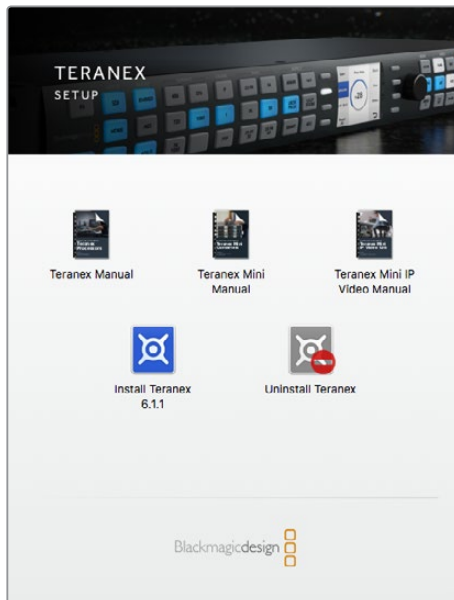 TERANEX
SETUP
Teranex Manual
Teranex Mini
Manual
Teranex Mini IP
Video Manual
Install Teranex
6.1.1
Uninstall Teranex
Blackmagicdesign